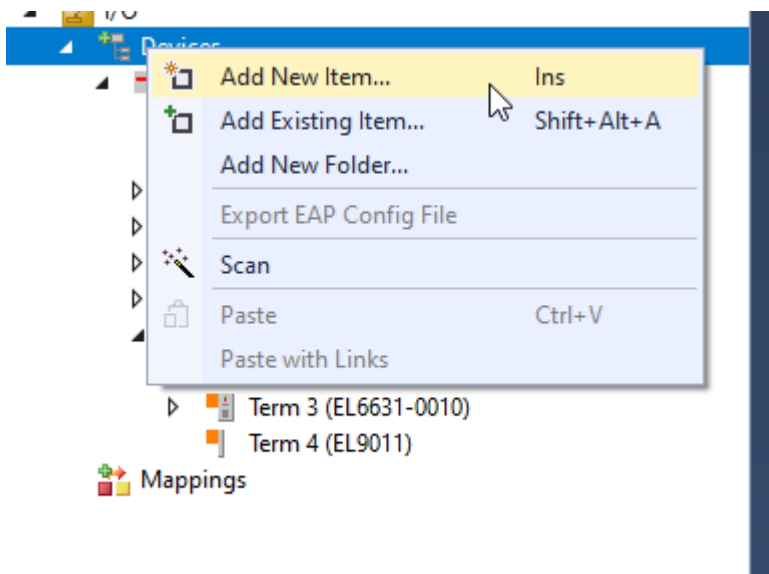 I/O
Devices
Add New Item... Ins
Add Existing Item... Shift+Alt+A
Add New Folder...
Export EAP Config File
Scan
Paste Ctrl+V
Paste with Links
Term 3 (EL6631-0010)
Term 4 (EL9011)
Mappings